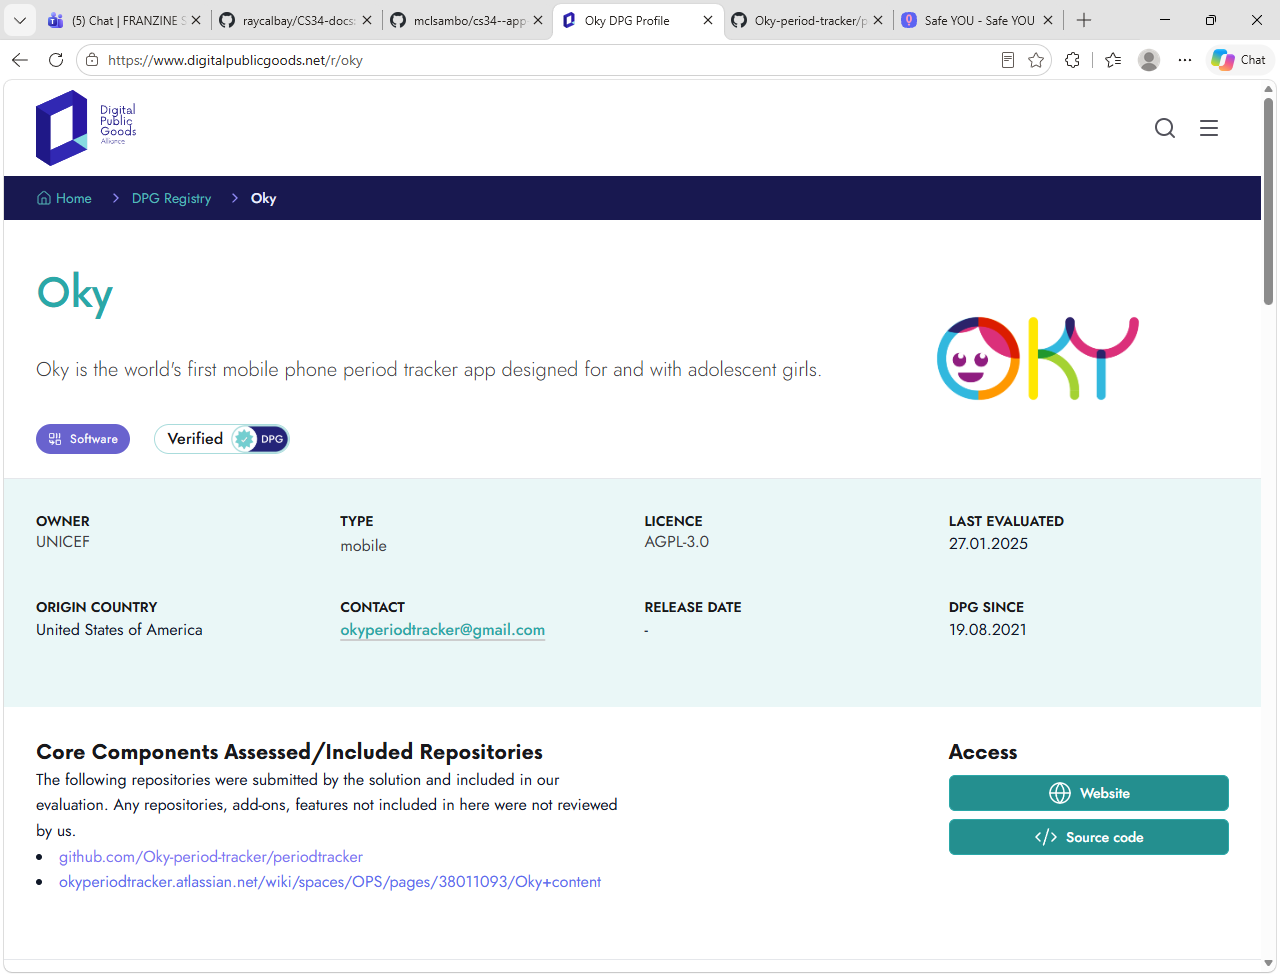 (5) Chat | FRANZINE S
raycalbay/CS34-docs:
mclsambo/cs34--app
Oky DPG Profile
Oky-period-tracker/p
Safe YOU - Safe YOU
https://www.digitalpublicgoods.net/r/oky
Chat
Digital
Public
Goods
Alliance
Home
DPG Registry
Oky
Oky
OKY
Oky is the world's first mobile phone period tracker app designed for and with adolescent girls.
Software
Verified
DPG
OWNER
UNICEF
TYPE
mobile
LICENCE
AGPL-3.0
LAST EVALUATED
27.01.2025
ORIGIN COUNTRY
United States of America
CONTACT
okyperiodtracker@gmail.com
RELEASE DATE
-
DPG SINCE
19.08.2021
Core Components Assessed/Included Repositories
The following repositories were submitted by the solution and included in our
evaluation. Any repositories, add-ons, features not included in here were not reviewed
by us.
github.com/Oky-period-tracker/periodtracker
okyperiodtracker.atlassian.net/wiki/spaces/OPS/pages/38011093/Oky+content
Access
Website
Source code